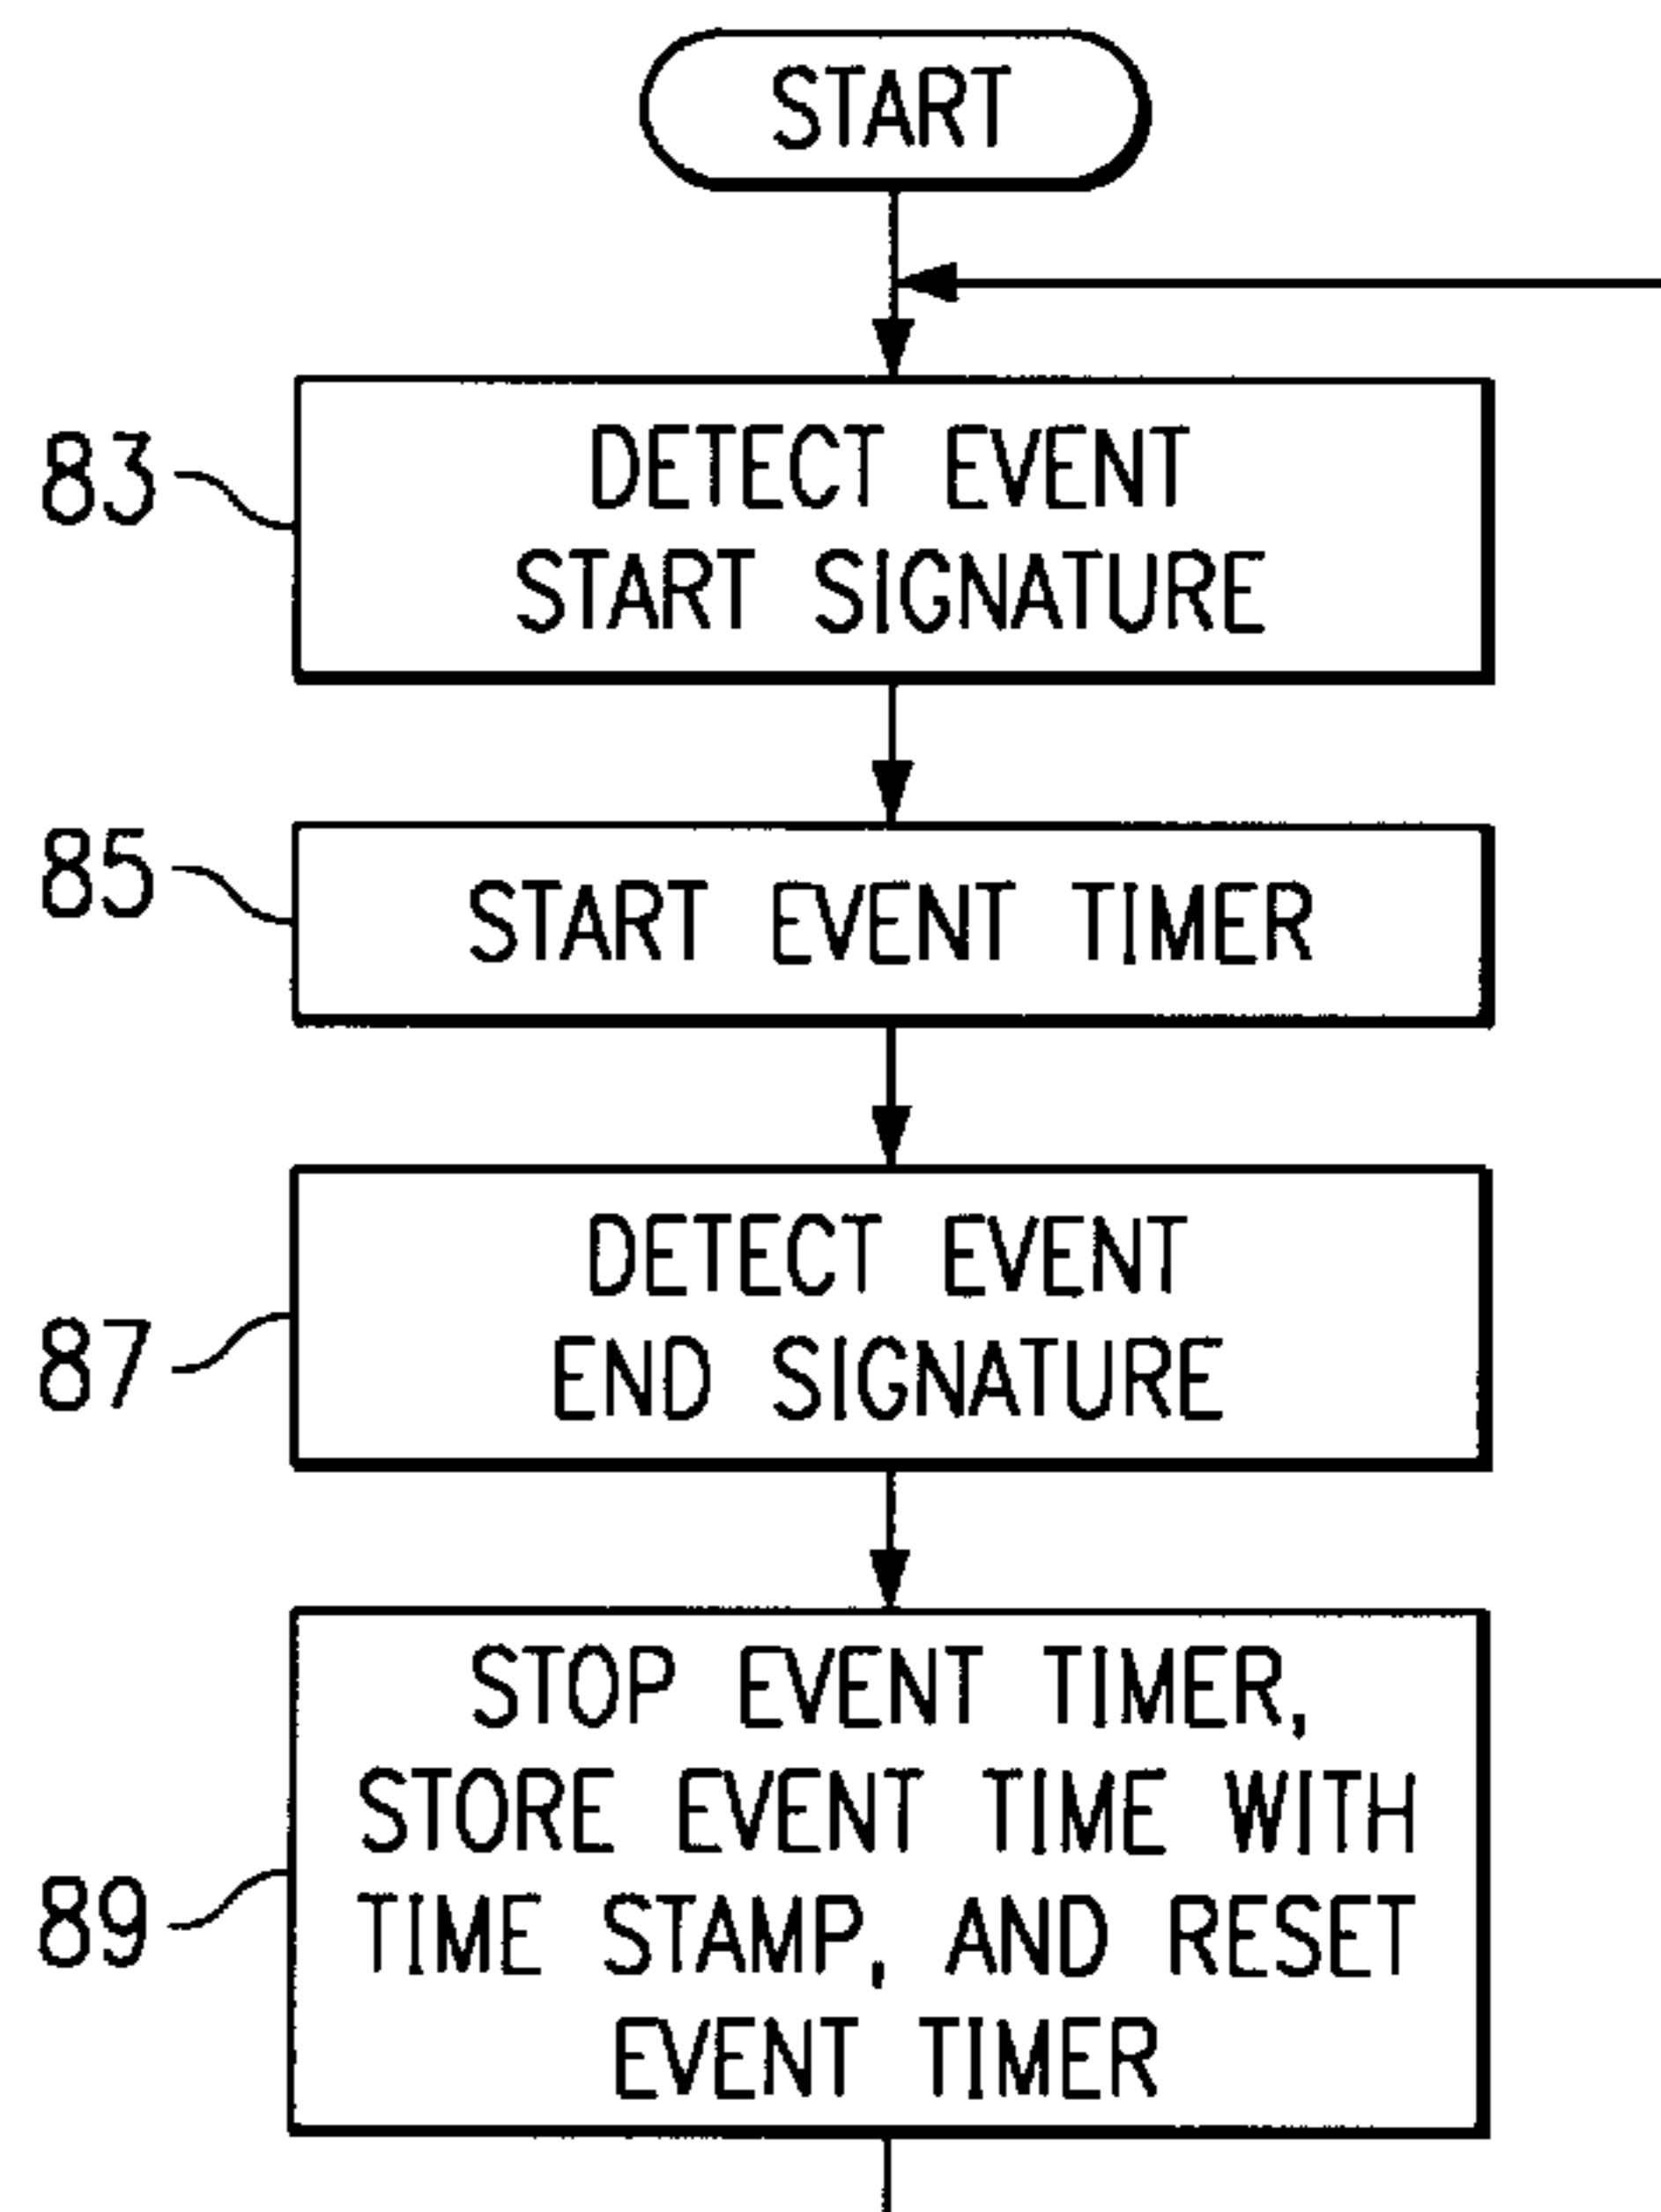 START
83
DETECT EVENT
START SIGNATURE
85
START EVENT TIMER
87
DETECT EVENT
END SIGNATURE
89
STOP EVENT TIMER,
STORE EVENT TIME WITH
TIME STAMP, AND RESET
EVENT TIMER